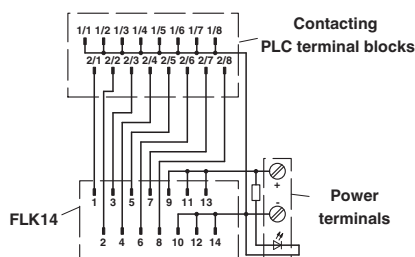 Contacting
PLC terminal blocks
1/1 1/2 1/3 1/4 1/5 1/6 1/7 1/8
2/1 2/2 2/3 2/4 2/5 2/6 2/7 2/8
1 3 5 7 9 11 13
+
-
Power
terminals
FLK14
2 4 6 8 10 12 14